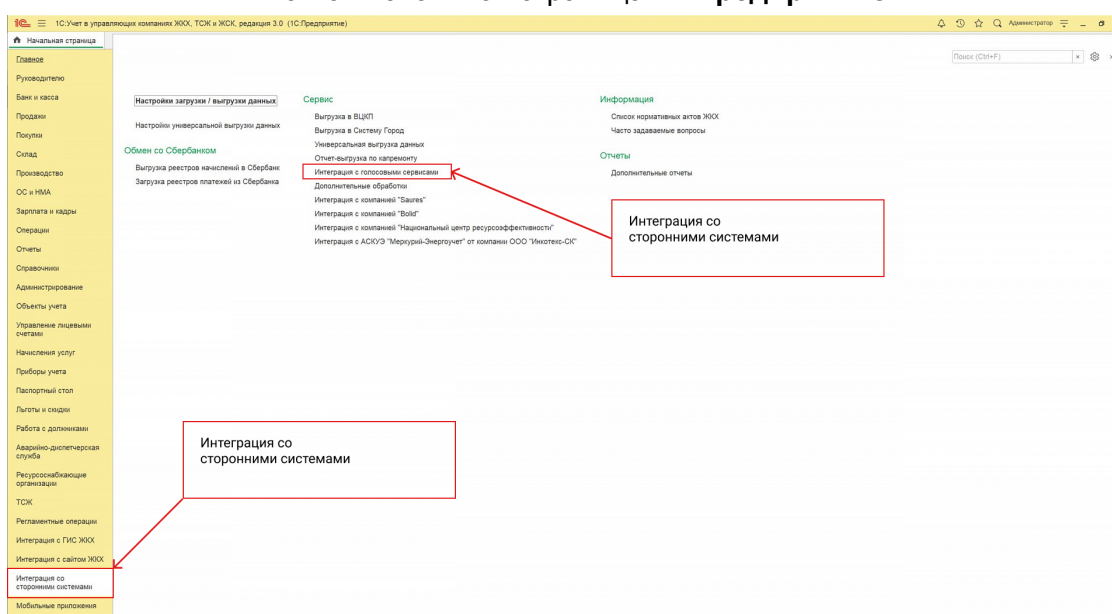 1С:Учет в управляющих компаниях ЖКХ, ТСЖ и ЖСК, редакция 3.0 (1С:Предприятие)
Администратор
Начальная страница
Поиск (Ctrl+F)
Главное
Руководителю
Банк и касса
Продажи
Покупки
Склад
Производство
ОС и НМА
Зарплата и кадры
Операции
Отчеты
Справочники
Администрирование
Объекты учета
Управление лицевыми
счетами
Начисления услуг
Приборы учета
Паспортный стол
Льготы и скидки
Работа с должниками
Аварийно-диспетчерская
служба
Ресурсоснабжающие
организации
ТСЖ
Регламентные операции
Интеграция с ГИС ЖКХ
Интеграция с сайтом ЖКХ
Интеграция со
сторонними системами
Мобильные приложения
Настройки загрузки / выгрузки данных
Настройки универсальной выгрузки данных
Обмен со Сбербанком
Выгрузка реестров начислений в Сбербанк
Загрузка реестров платежей из Сбербанка
Сервис
Выгрузка в ВЦКП
Выгрузка в Систему Город
Универсальная выгрузка данных
Отчет-выгрузка по капремонту
Интеграция с голосовыми сервисами
Дополнительные обработки
Интеграция с компанией "Saures"
Интеграция с компанией "Bolid"
Интеграция с компанией "Национальный центр ресурсоэффективности"
Интеграция с АСКУЭ "Меркурий-Энергоучет" от компании ООО "Инкотекс-СК"
Информация
Список нормативных актов ЖКХ
Часто задаваемые вопросы
Отчеты
Дополнительные отчеты
Интеграция со
сторонними системами
Интеграция со
сторонними системами